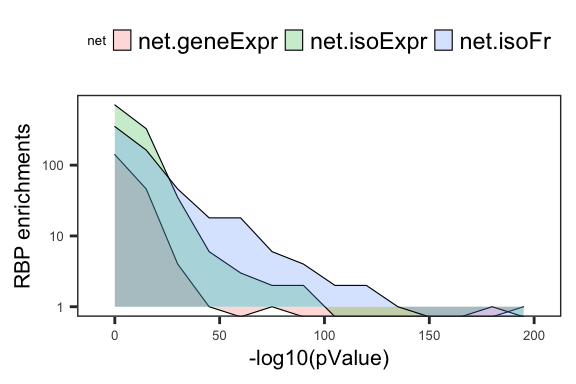 net net.geneExpr net.isoExpr net.isoFr
RBP enrichments
100
10
1
0 50 100 150 200
-log10(pValue)